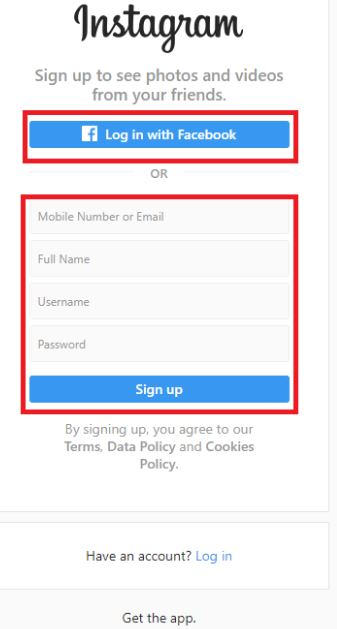 Instagram
Sign up to see photos and videos
from your friends.
Log in with Facebook
OR
Mobile Number or Email
Full Name
Username
Password
Sign up
By signing up, you agree to our
Terms, Data Policy and Cookies
Policy.
Have an account? Log in
Get the app.